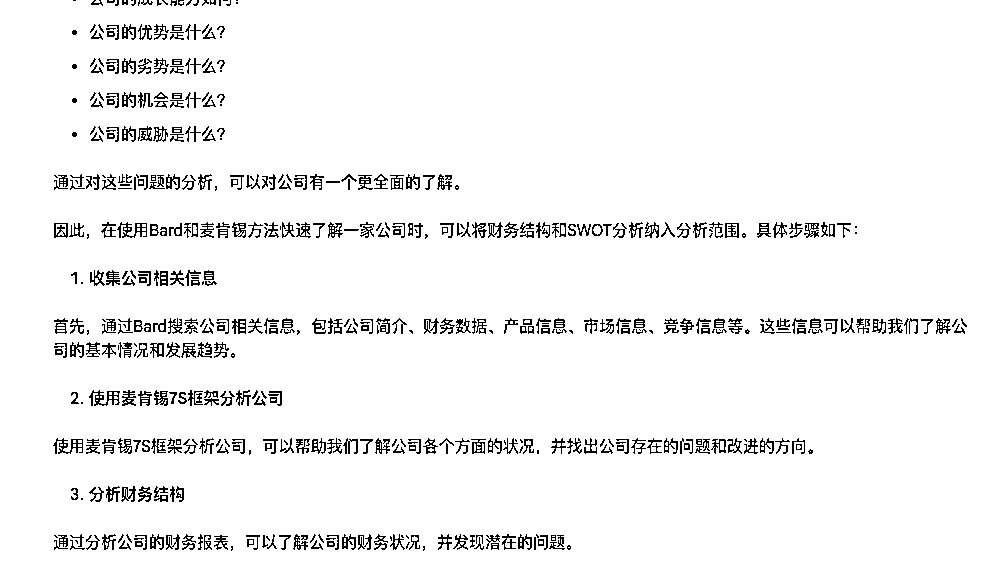 • 公司的成长能力如何？
• 公司的优势是什么？
• 公司的劣势是什么？
• 公司的机会是什么？
• 公司的威胁是什么？
通过对这些问题的分析，可以对公司有一个更全面的了解。
因此，在使用Bard和麦肯锡方法快速了解一家公司时，可以将财务结构和SWOT分析纳入分析范围。具体步骤如下：
1. 收集公司相关信息
首先，通过Bard搜索公司相关信息，包括公司简介、财务数据、产品信息、市场信息、竞争信息等。这些信息可以帮助我们了解公
司的基本情况和发展趋势。
2. 使用麦肯锡7S框架分析公司
使用麦肯锡7S框架分析公司，可以帮助我们了解公司各个方面的状况，并找出公司存在的问题和改进的方向。
3. 分析财务结构
通过分析公司的财务报表，可以了解公司的财务状况，并发现潜在的问题。